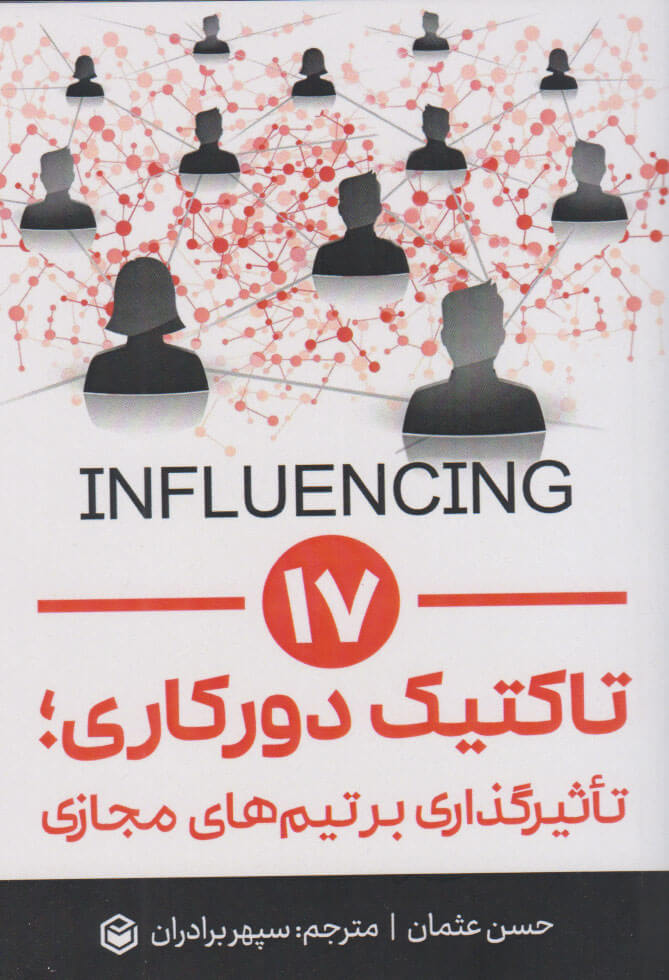 INFLUENCING
۱۷
تاکتیک دورکاری؛
تأثیرگذاری بر تیم‌های مجازی
حسن عثمان | مترجم: سپهر برادران